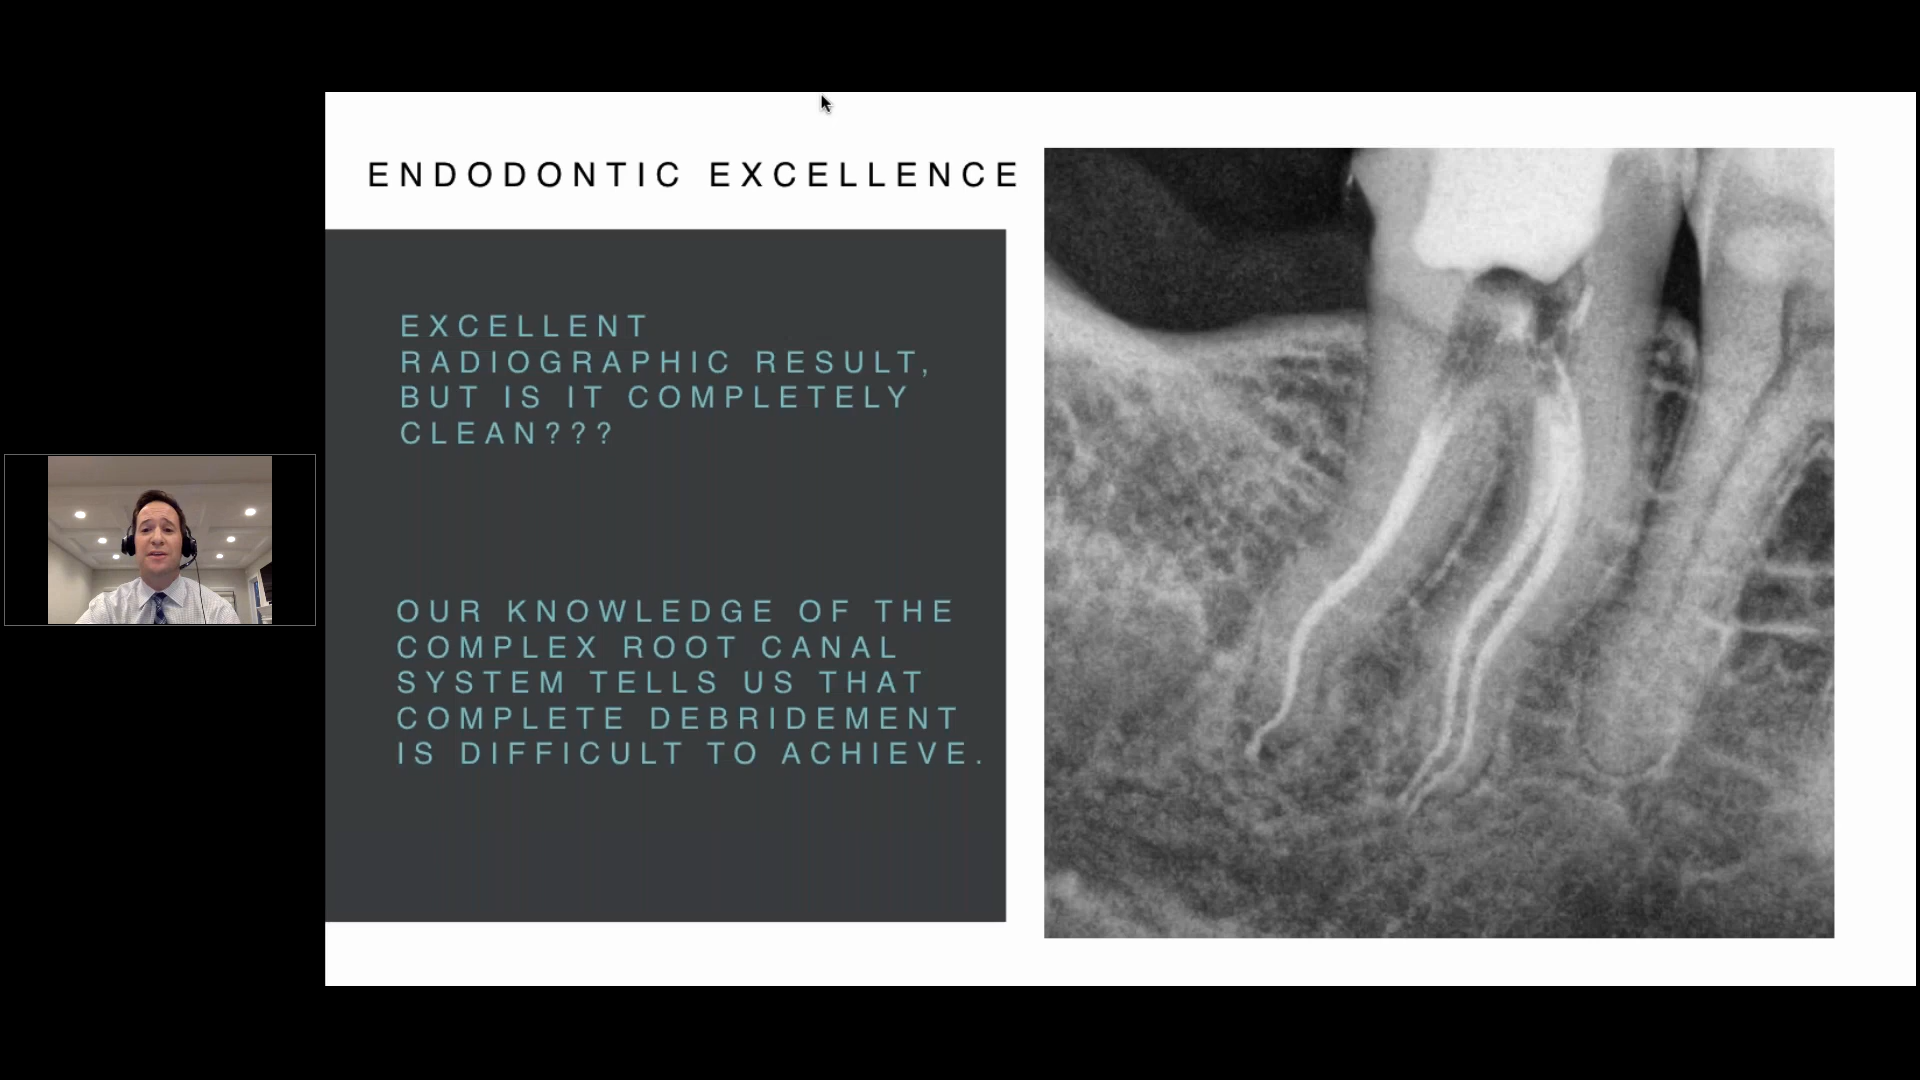 ENDODONTIC EXCELLENCE
EXCELLENT
RADIOGRAPHIC RESULT,
BUT IS IT COMPLETELY
CLEAN???
OUR KNOWLEDGE OF THE
COMPLEX ROOT CANAL
SYSTEM TELLS US THAT
COMPLETE DEBRIDEMENT
IS DIFFICULT TO ACHIEVE.